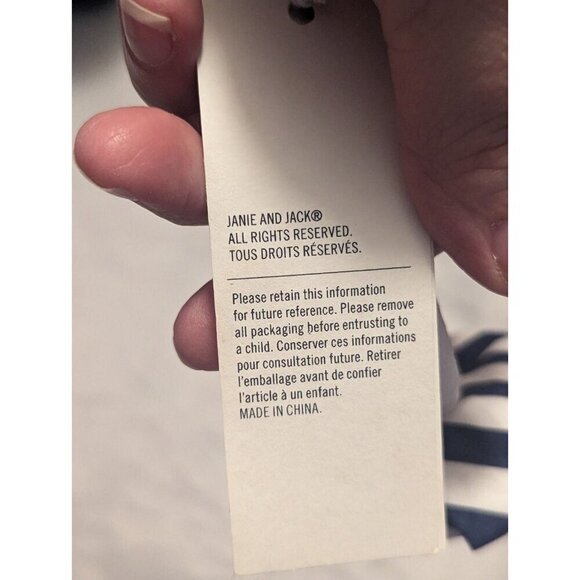 JANIE AND JACK®
ALL RIGHTS RESERVED.
TOUS DROITS RÉSERVÉS.
Please retain this information
for future reference. Please remove
all packaging before entrusting to
a child. Conserver ces informations
pour consultation future. Retirer
l'emballage avant de confier
l'article à un enfant.
MADE IN CHINA.